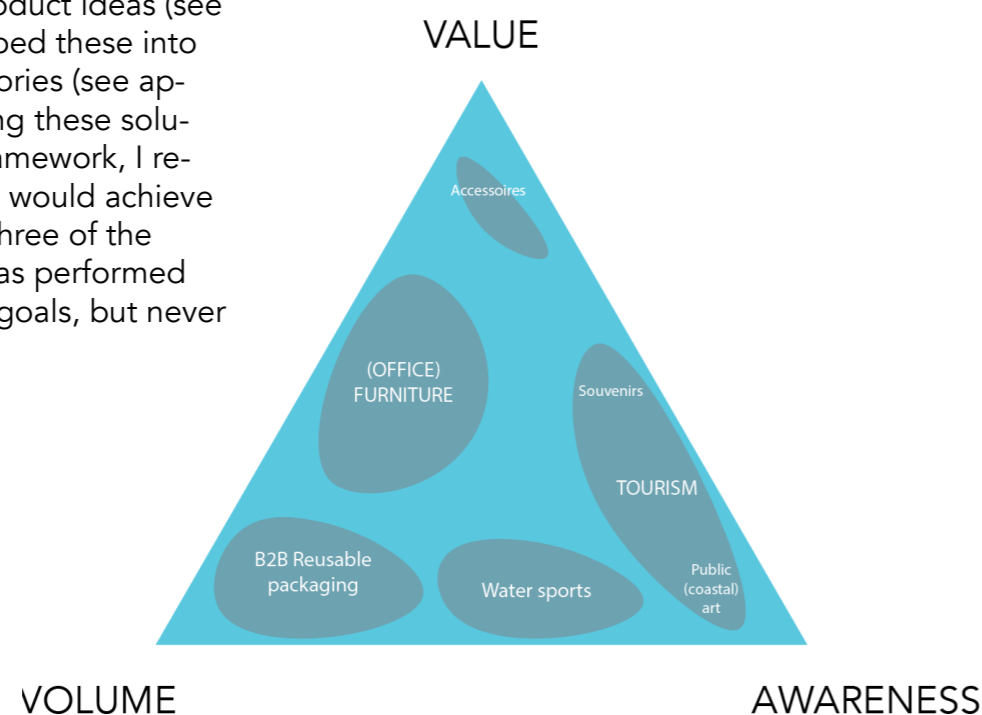 oduct ideas (see
ped these into
ories (see ap-
ng these solu-
amework, I re-
would achieve
hree of the
as performed
goals, but never
VALUE
Accessoires
(OFFICE)
FURNITURE
Souvenirs
TOURISM
B2B Reusable
packaging
Water sports
Public
(coastal)
art
VOLUME
AWARENESS